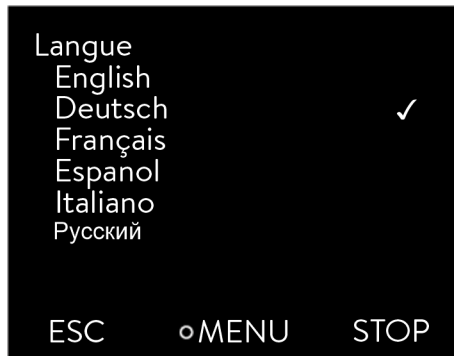 Langue
English
Deutsch ✓
Français
Espanol
Italiano
Русский
ESC MENU STOP